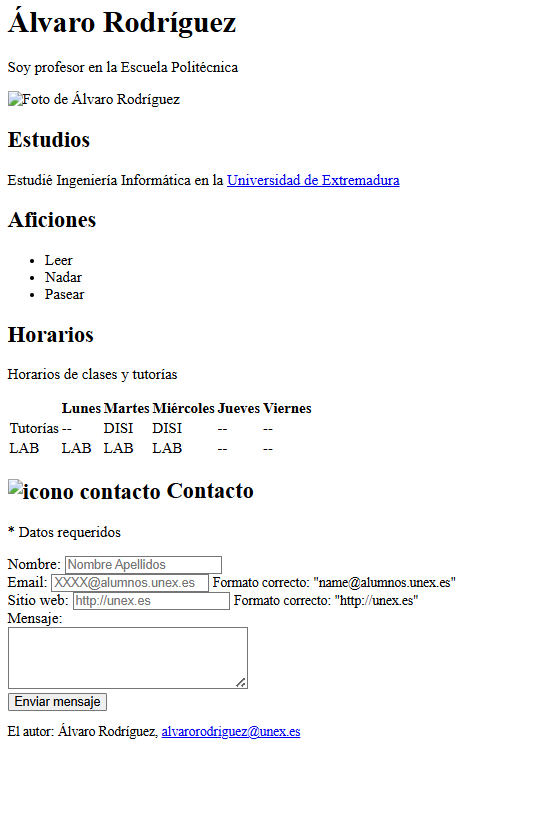 Álvaro Rodríguez
Soy profesor en la Escuela Politécnica
Foto de Álvaro Rodríguez
Estudios
Estudié Ingeniería Informática en la Universidad de Extremadura
Aficiones
Leer
Nadar
Pasear
Horarios
Horarios de clases y tutorías
Lunes Martes Miércoles Jueves Viernes
Tutorías -- DISI DISI -- --
LAB LAB LAB LAB -- --
icono contacto Contacto
* Datos requeridos
Nombre: Nombre Apellidos
Email: XXXX@alumnos.unex.es Formato correcto: "name@alumnos.unex.es"
Sitio web: http://unex.es Formato correcto: "http://unex.es"
Mensaje:
Enviar mensaje
El autor: Álvaro Rodríguez, alvarorodriguez@unex.es